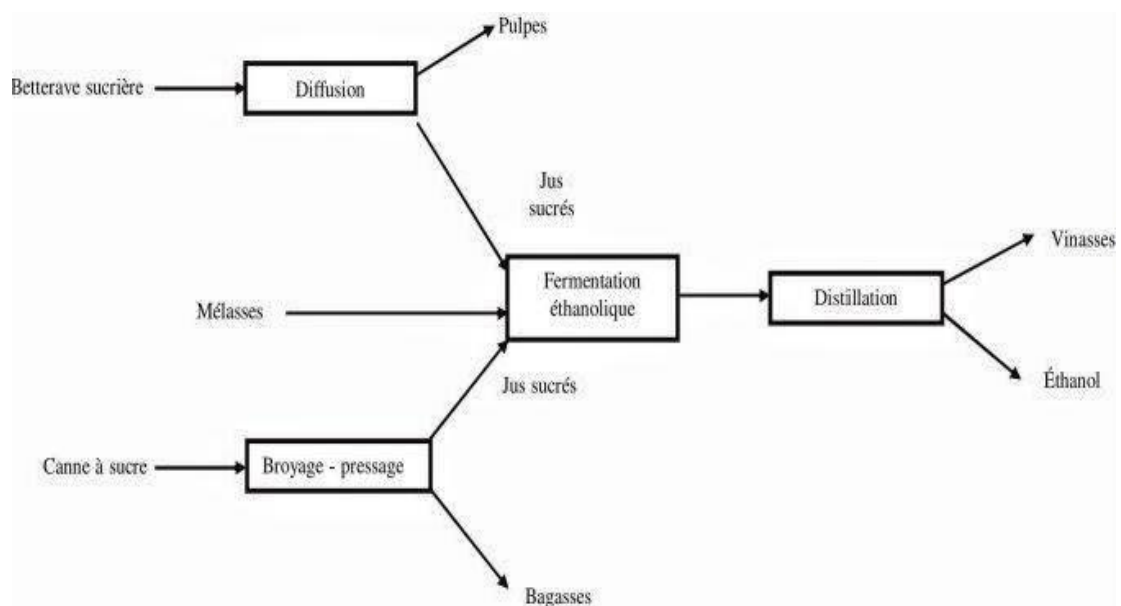 Pulpes
Betterave sucrière
Diffusion
Jus
sucrés
Vinasses
Fermentation
éthanolique
Distillation
Mélasses
Éthanol
Jus sucrés
Canne à sucre
Broyage - pressage
Bagasses